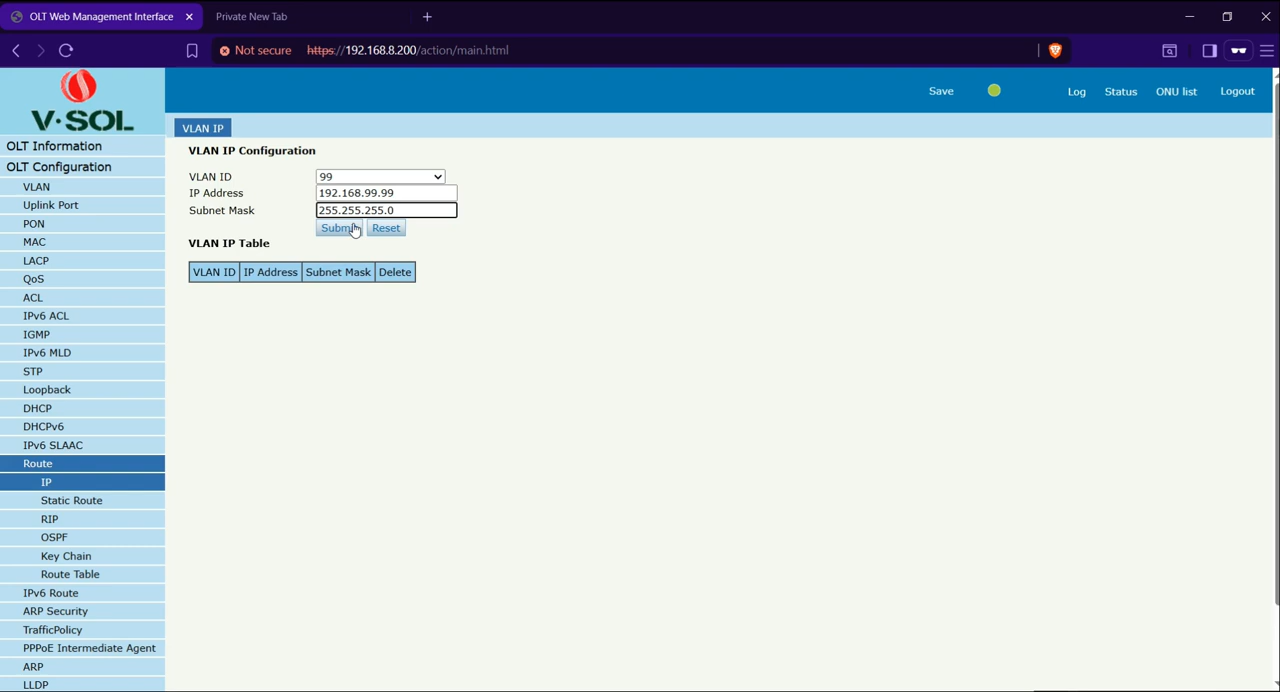 OLT Web Management Interface
Private New Tab
Not secure https://192.168.8.200/action/main.html
V·SOL
Save
Log Status ONU list Logout
OLT Information
OLT Configuration
VLAN
Uplink Port
PON
MAC
LACP
QoS
ACL
IPv6 ACL
IGMP
IPv6 MLD
STP
Loopback
DHCP
DHCPv6
IPv6 SLAAC
Route
IP
Static Route
RIP
OSPF
Key Chain
Route Table
IPv6 Route
ARP Security
TrafficPolicy
PPPoE Intermediate Agent
ARP
LLDP
VLAN IP
VLAN IP Configuration
VLAN ID 99
IP Address 192.168.99.99
Subnet Mask 255.255.255.0
Submit Reset
VLAN IP Table
VLAN ID IP Address Subnet Mask Delete